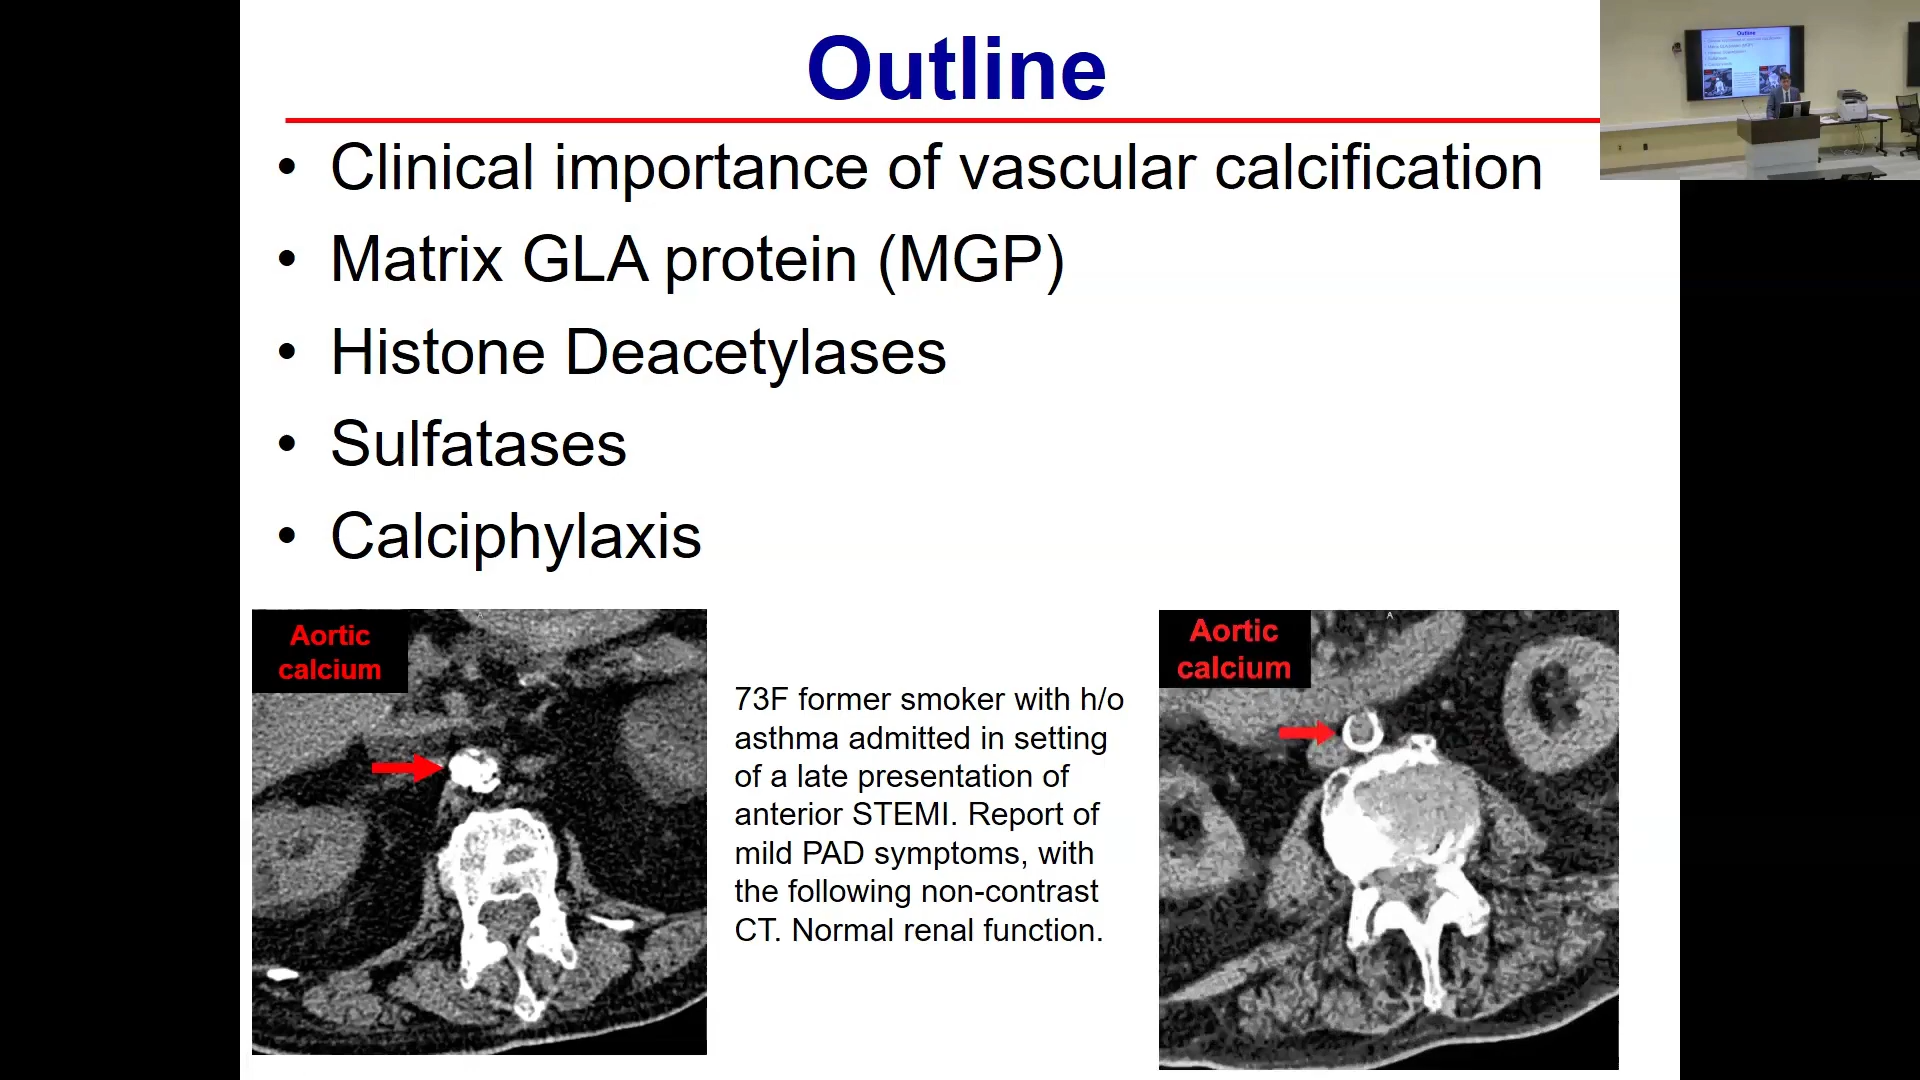 Outline
• Clinical importance of vascular calcification
• Matrix GLA protein (MGP)
• Histone Deacetylases
• Sulfatases
• Calciphylaxis
Aortic
calcium
73F former smoker with h/o
asthma admitted in setting
of a late presentation of
anterior STEMI. Report of
mild PAD symptoms, with
the following non-contrast
CT. Normal renal function.
A
Aortic
calcium
Outline